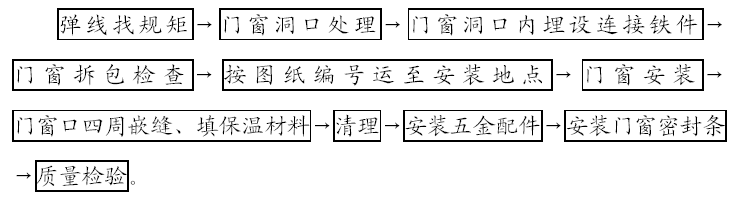 弹线找规矩→门窗洞口处理→门窗洞口内埋设连接铁件→
门窗拆包检查→按图纸编号运至安装地点→门窗安装→
门窗口四周嵌缝、填保温材料→清理→安装五金配件→安装门窗密封条
→质量检验。